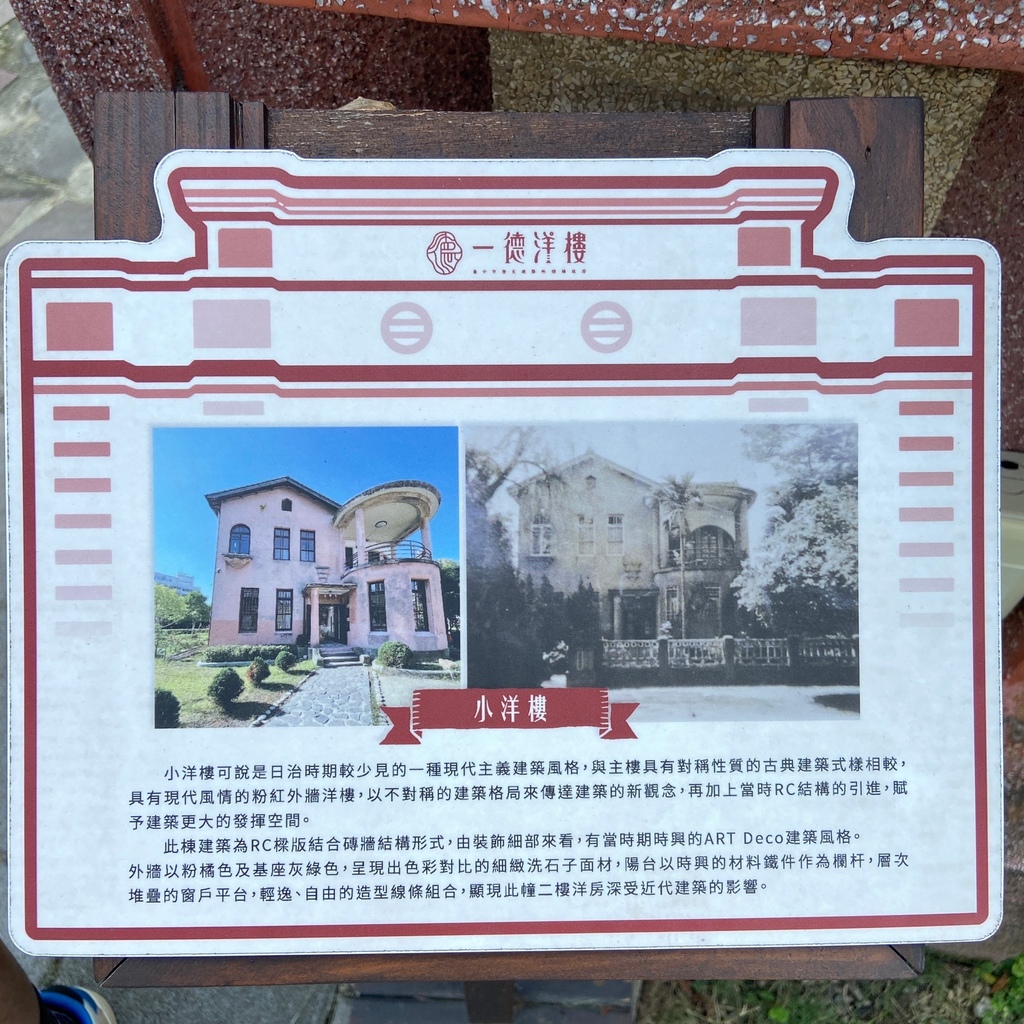 一德洋樓
小洋樓
小洋樓可說是日治時期較少見的一種現代主義建築風格，與主樓具有對稱性質的古典建築式樣相較，
具有現代風情的粉紅外牆洋樓，以不對稱的建築格局來傳達建築的新觀念，再加上當時RC結構的引進，賦
予建築更大的發揮空間。
此棟建築為RC樑版結合磚牆結構形式，由裝飾細部來看，有當時期時興的ART Deco建築風格。
外牆以粉橘色及基座灰綠色，呈現出色彩對比的細緻洗石子面材，陽台以時興的材料鐵件作為欄杆，層次
堆疊的窗戶平台，輕逸、自由的造型線條組合，顯現此幢二樓洋房深受近代建築的影響。